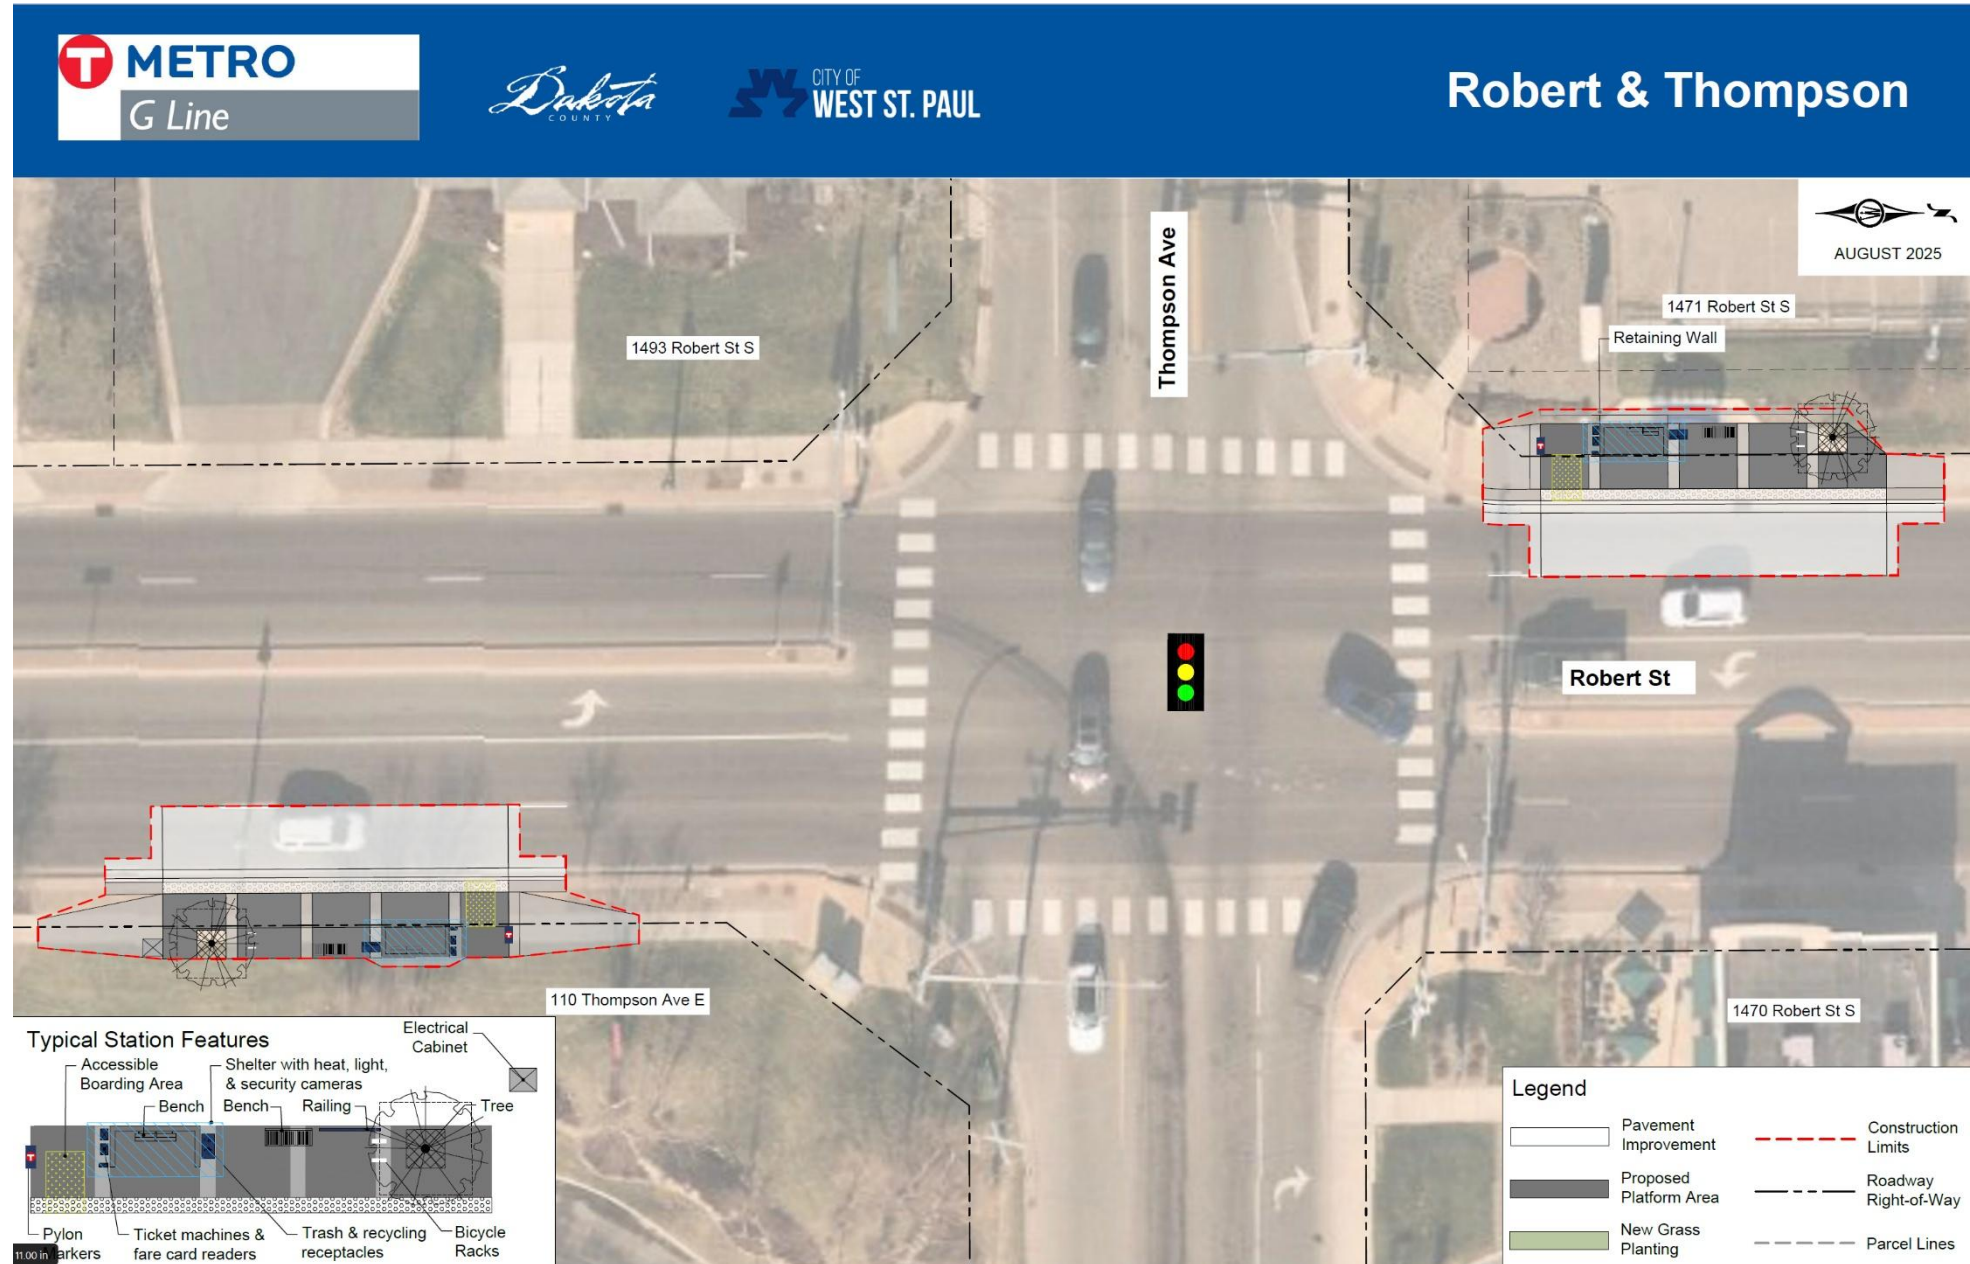 T METRO
G Line
Dakota
COUNTY
CITY OF
WEST ST. PAUL
Robert & Thompson
AUGUST 2025
Thompson Ave
1493 Robert St S
1471 Robert St S
Retaining Wall
T
Robert St
T
110 Thompson Ave E
1470 Robert St S
Typical Station Features
Electrical
Cabinet
Accessible
Boarding Area
Shelter with heat, light,
& security cameras
Bench
Bench
Railing
Tree
T
Pylon
Markers
Ticket machines &
fare card readers
Trash & recycling
receptacles
Bicycle
Racks
11.00 in
Legend
Pavement
Improvement
Proposed
Platform Area
New Grass
Planting
Construction
Limits
Roadway
Right-of-Way
Parcel Lines